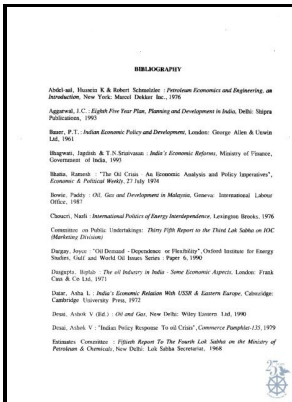 BIBLIOGRAPHY
Abdel-aal, Hussein K & Robert Schmelzlee : Petroleum Economics and Engineering, an
Introduction, New York: Marcel Dekker Inc., 1976
Aggarwal, J.C. : Eighth Five Year Plan, Planning and Development in India, Delhi: Shipra
Publications, 1993
Bauer, P.T. : Indian Economic Policy and Development, London: George Allen & Unwin
Ltd, 1961
Bhagwati, Jagdish & T.N.Srinivasan : India's Economic Reforms, Ministry of Finance,
Government of India, 1993
Bhatia, Ramesh : "The Oil Crisis - An Economic Analysis and Policy Imperatives",
Economic & Political Weekly, 27 July 1974
Bowie, Paddy : Oil, Gas and Development in Malaysia, Geneva: International Labour
Office, 1987
Choucri, Nazli : International Politics of Energy Interdependence, Lexington Brooks, 1976
Committee on Public Undertakings: Thirty Fifth Report to the Third Lok Sabha on IOC
(Marketing Division)
Dargay, Joyce : "Oil Demand - Dependence or Flexibility", Oxford Institute for Energy
Studies, Gulf and World Oil Issues Series : Paper 6, 1990
Dasgupta, Biplab : The oil Industry in India - Some Economic Aspects, London: Frank
Cass & Co Ltd, 1971
Datar, Asha L : India's Economic Relation With USSR & Eastern Europe, Cabmridge:
Cambridge University Press, 1972
Desai, Ashok V (Ed.) : Oil and Gas, New Delhi: Wiley Eastern Ltd, 1990
Desai, Ashok V : "Indian Policy Response To oil Crisis", Commerce Pamphlet-135, 1979
Estimates Committee : Fiftieth Report To The Fourth Lok Sabha on the Ministry of
Petroleum & Chemicals, New Delhi: Lok Sabha Secretariat, 1968